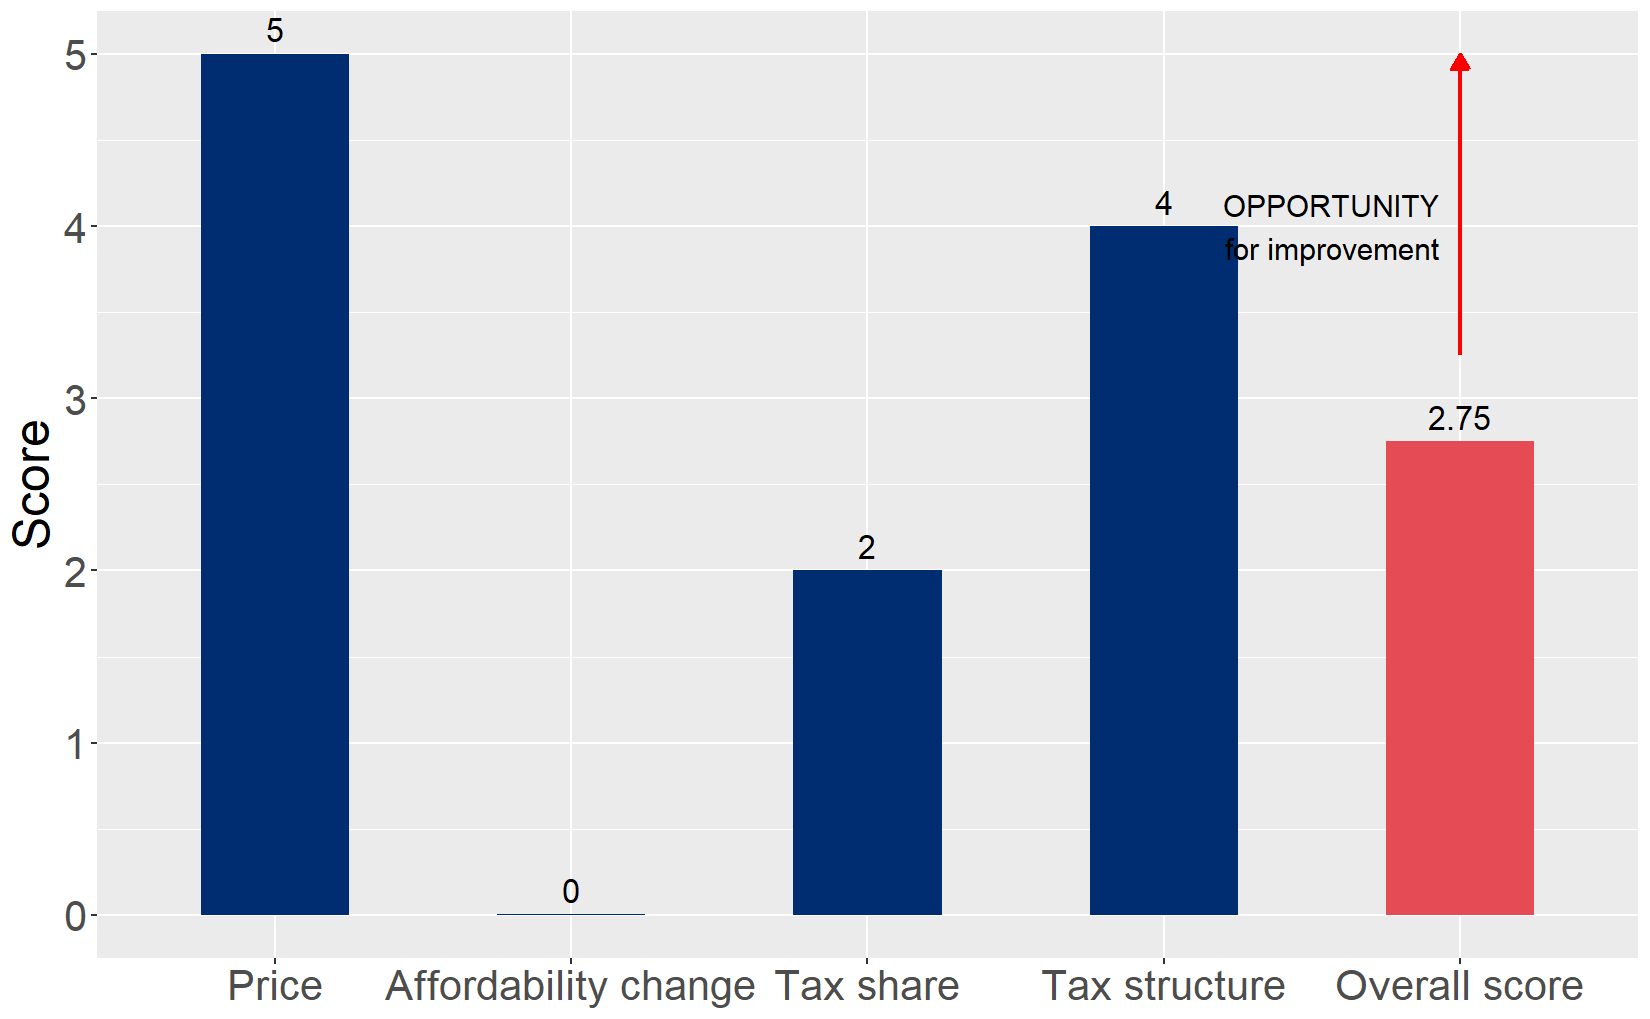 5
5
4
OPPORTUNITY
4
for improvement
3
2.75
Score
2
2
1
0
0
Price
Affordability change
Tax share
Tax structure
Overall score